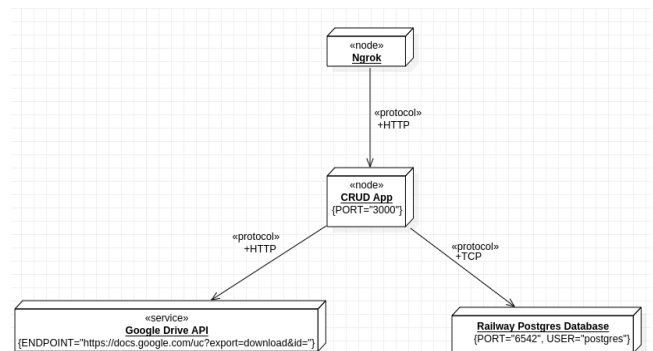 «node»
Ngrok
«protocol»
+HTTP
«node»
CRUD App
{PORT="3000"}
«protocol»
+HTTP
«protocol»
+TCP
«service»
Google Drive API
{ENDPOINT="https://docs.google.com/uc?export=download&id="}
Railway Postgres Database
{PORT="6542", USER="postgres"}